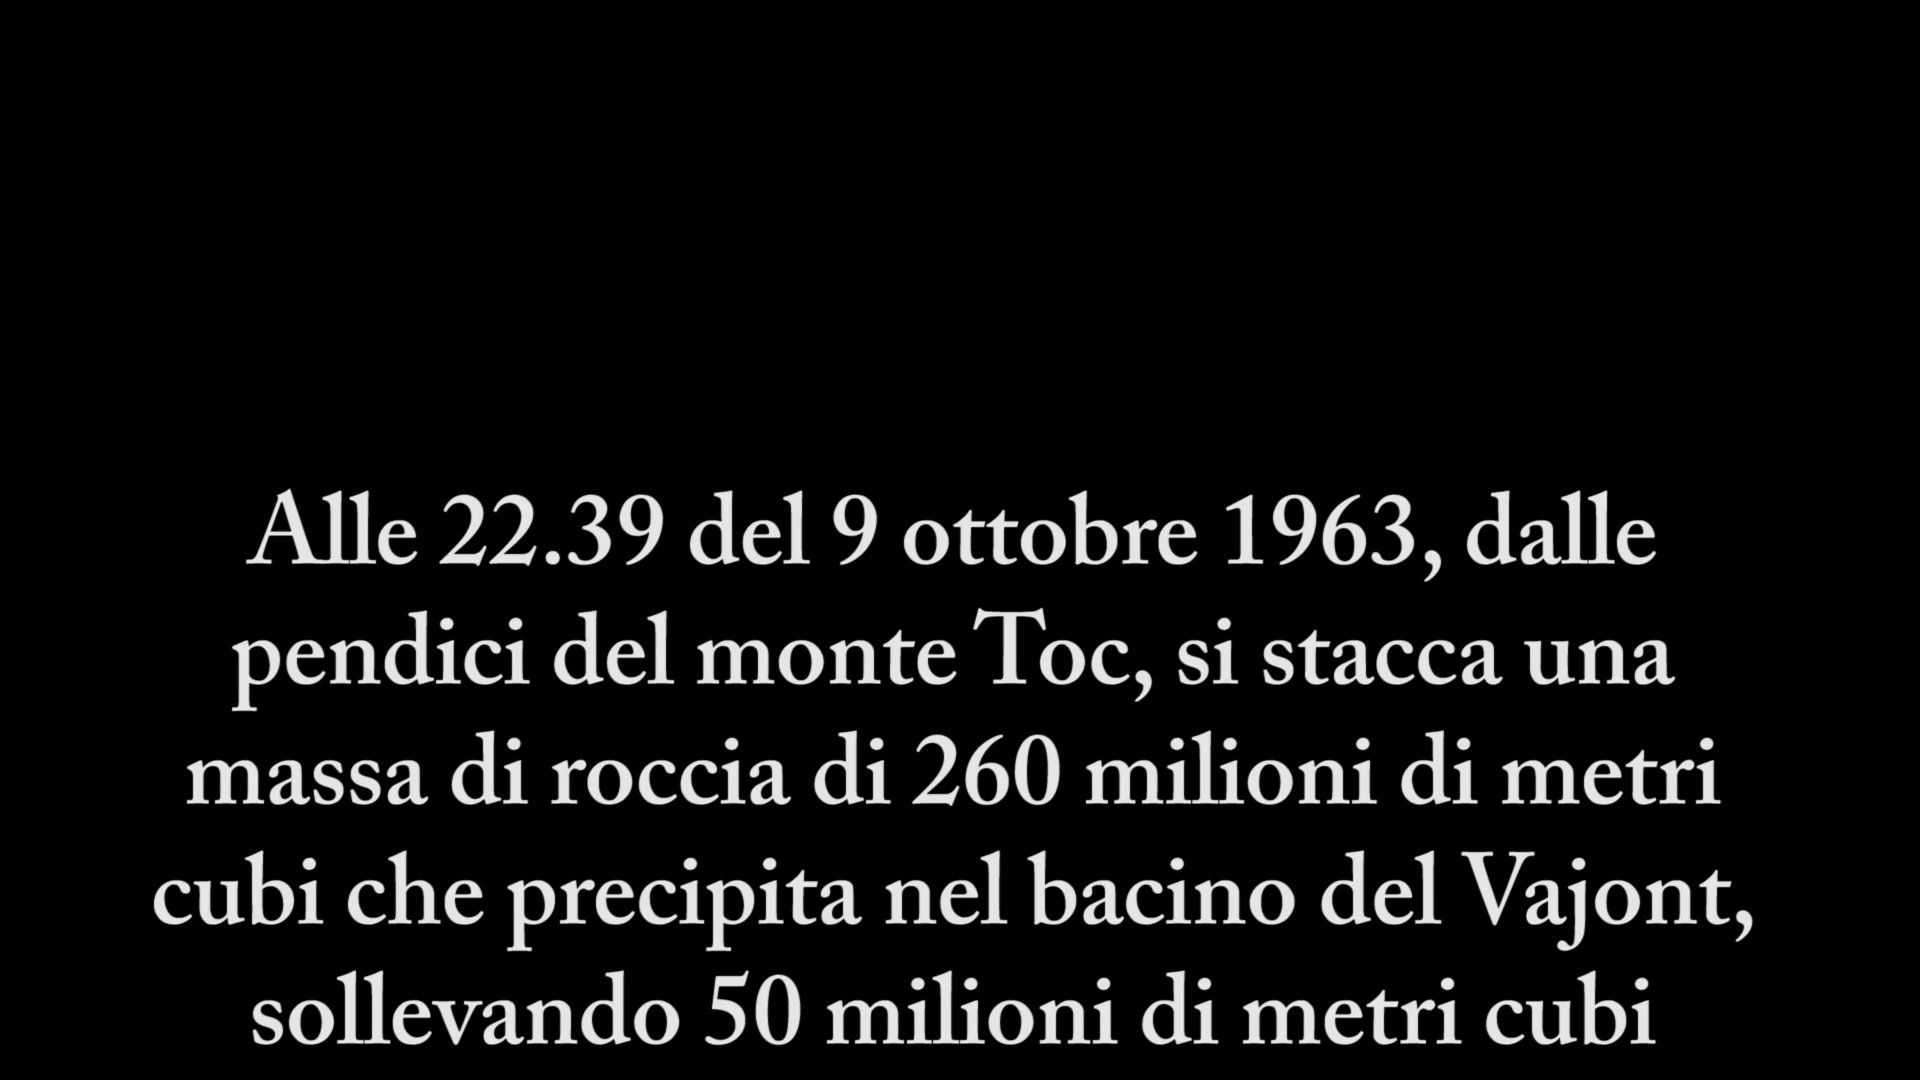 Alle 22.39 del 9 ottobre 1963, dalle
pendici del monte Toc, si stacca una
massa di roccia di 260 milioni di metri
cubi che precipita nel bacino del Vajont,
sollevando 50 milioni di metri cubi